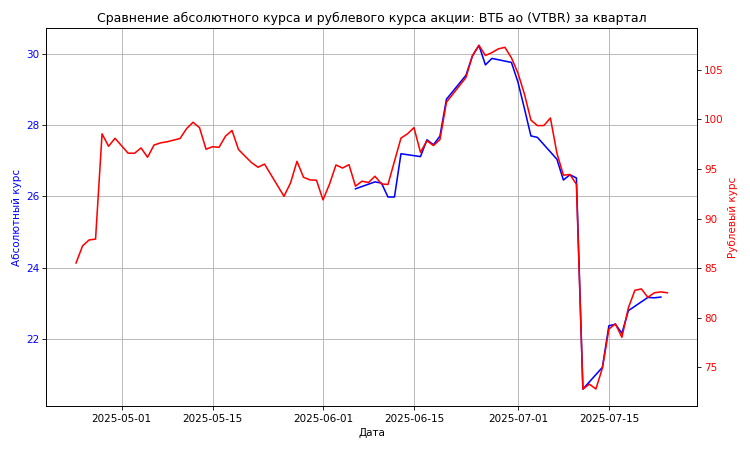 Сравнение абсолютного курса и рублевого курса акции: ВТБ ао (VTBR) за квартал
30
28
26
24
22
Абсолютный курс
105
100
95
90
85
80
75
Рублевый курс
2025-05-01 2025-05-15 2025-06-01 2025-06-15 2025-07-01 2025-07-15
Дата